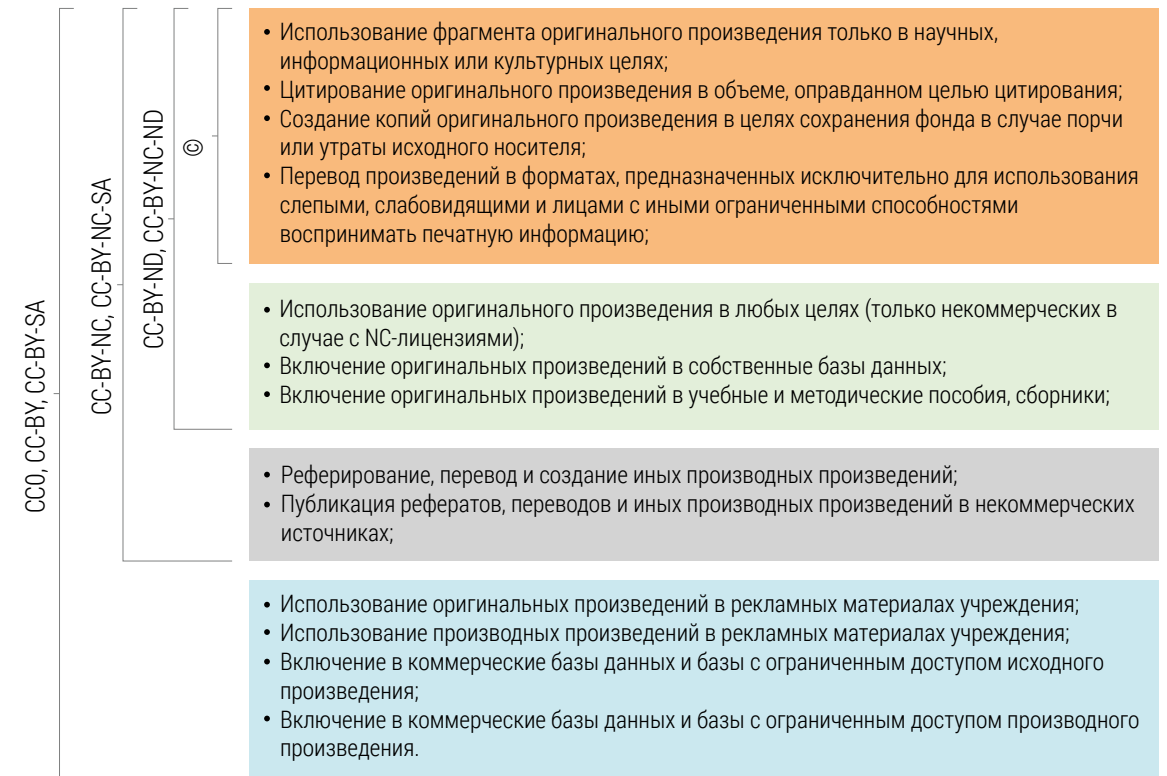 CC0, CC-BY, CC-BY-SA
CC-BY-NC, CC-BY-NC-SA
CC-BY-ND, CC-BY-NC-ND
©
• Использование фрагмента оригинального произведения только в научных,
информационных или культурных целях;
• Цитирование оригинального произведения в объеме, оправданном целью цитирования;
• Создание копий оригинального произведения в целях сохранения фонда в случае порчи
или утраты исходного носителя;
• Перевод произведений в форматах, предназначенных исключительно для использования
слепыми, слабовидящими и лицами с иными ограниченными способностями
воспринимать печатную информацию;
• Использование оригинального произведения в любых целях (только некоммерческих в
случае с NC-лицензиями);
• Включение оригинальных произведений в собственные базы данных;
• Включение оригинальных произведений в учебные и методические пособия, сборники;
• Реферирование, перевод и создание иных производных произведений;
• Публикация рефератов, переводов и иных производных произведений в некоммерческих
источниках;
• Использование оригинальных произведений в рекламных материалах учреждения;
• Использование производных произведений в рекламных материалах учреждения;
• Включение в коммерческие базы данных и базы с ограниченным доступом исходного
произведения;
• Включение в коммерческие базы данных и базы с ограниченным доступом производного
произведения.